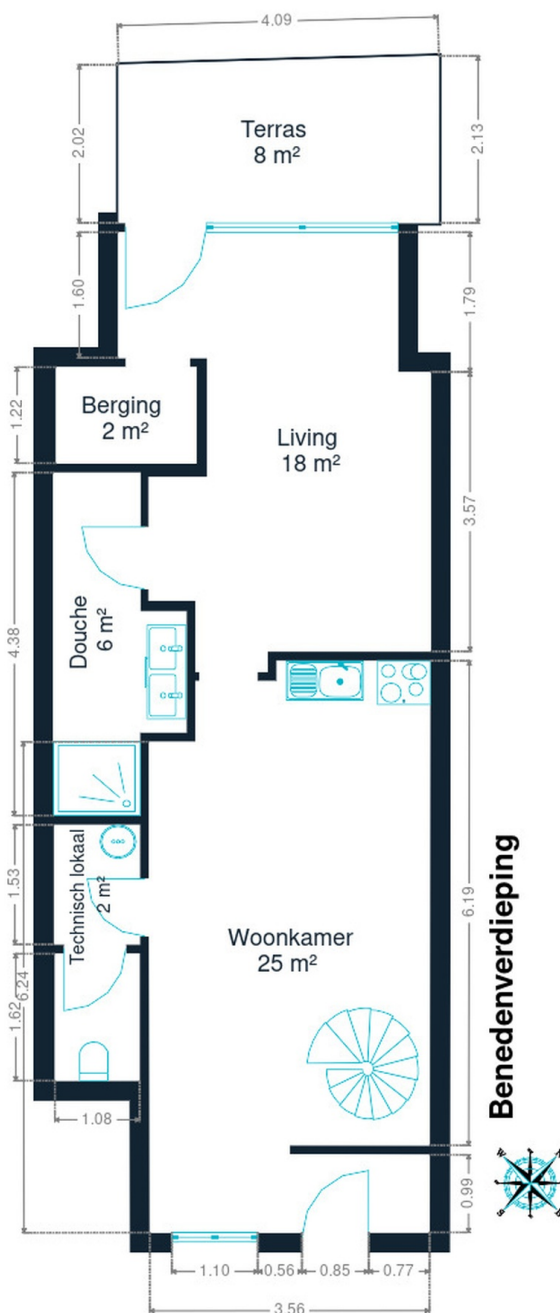 4.09
2.02
2.13
Terras
8 m²
1.60
1.79
1.22
Berging
2 m²
Living
18 m²
3.57
4.38
Douche
6 m²
Technisch lokaal
2 m²
1.53
6.24
1.62
6.19
Woonkamer
25 m²
Benedenverdieping
1.08
0.99
1.10
0.56
0.85
0.77
3.56